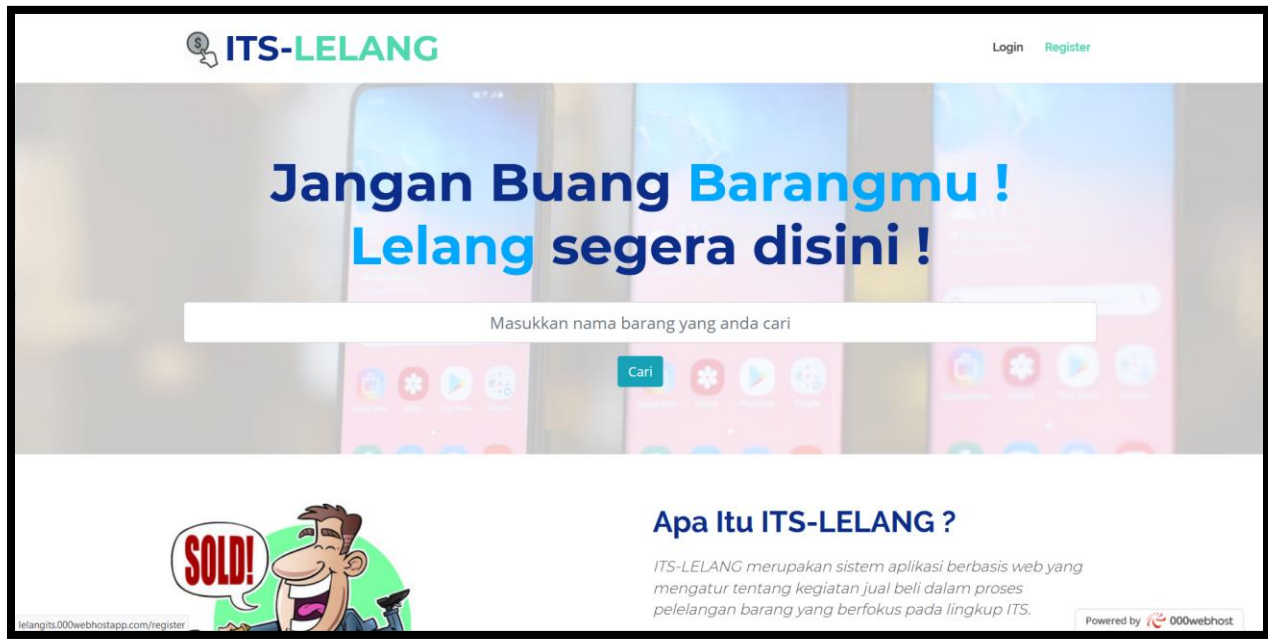 ITS-LELANG
Login Register
Jangan Buang Barangmu !
Lelang segera disini !
Masukkan nama barang yang anda cari
Cari
SOLD!
Apa Itu ITS-LELANG ?
ITS-LELANG merupakan sistem aplikasi berbasis web yang
mengatur tentang kegiatan jual beli dalam proses
pelelangan barang yang berfokus pada lingkup ITS.
lelangits.000webhostapp.com/register
Powered by 000webhost